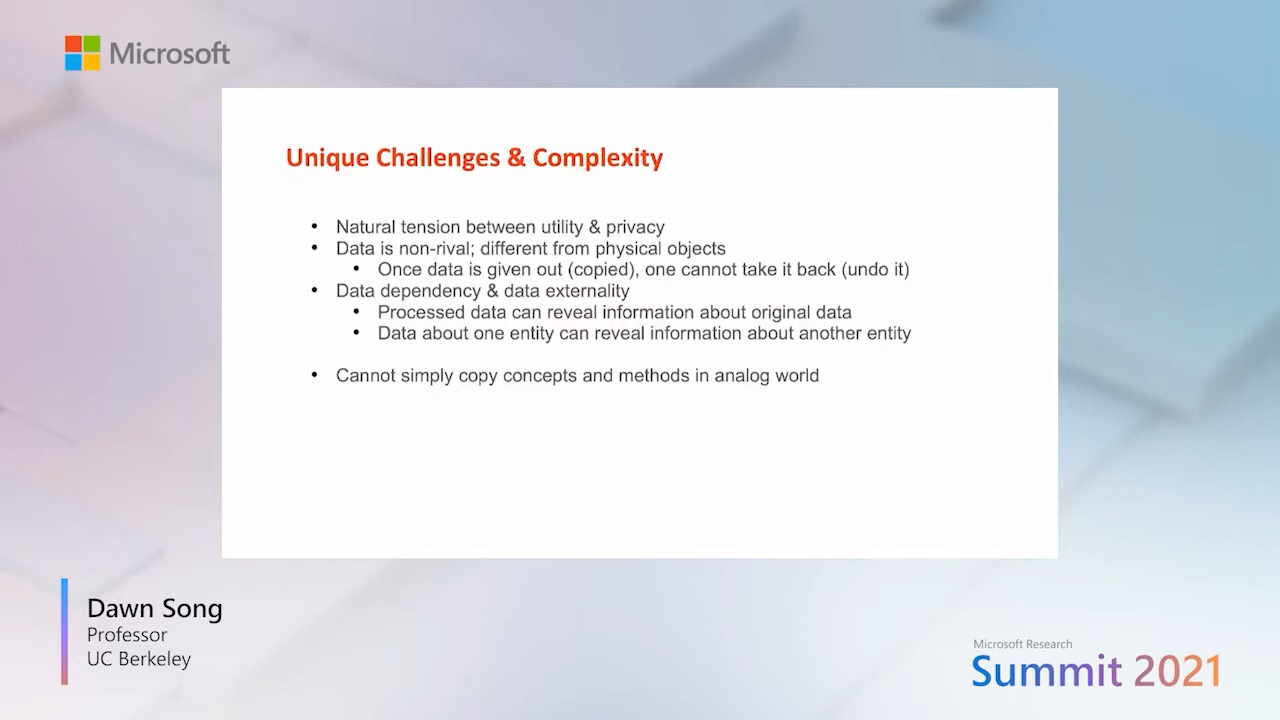 Microsoft
Unique Challenges & Complexity
• Natural tension between utility & privacy
• Data is non-rival; different from physical objects
• Once data is given out (copied), one cannot take it back (undo it)
• Data dependency & data externality
• Processed data can reveal information about original data
• Data about one entity can reveal information about another entity
• Cannot simply copy concepts and methods in analog world
Dawn Song
Professor
UC Berkeley
Microsoft Research
Summit 2021